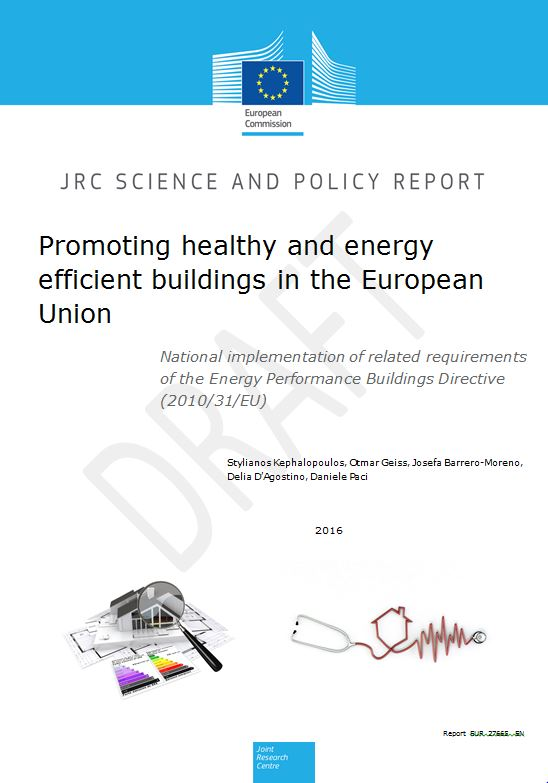 European
Commission
JRC SCIENCE AND POLICY REPORT
Promoting healthy and energy
efficient buildings in the European
Union
National implementation of related requirements
of the Energy Performance Buildings Directive
(2010/31/EU)
DRAFT
Stylianos Kephalopoulos, Otmar Geiss, Josefa Barrero-Moreno,
Delia D'Agostino, Daniele Paci
2016
Report EUR 27665 EN
Joint
Research
Centre